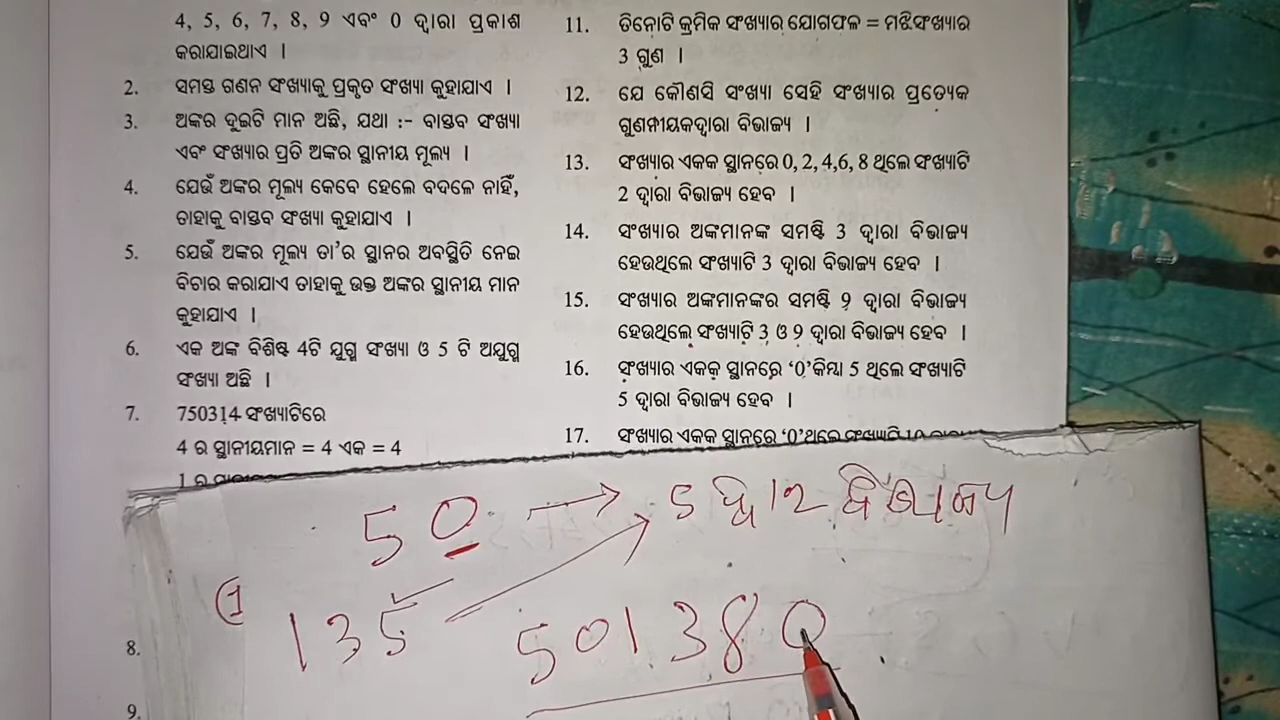 4, 5, 6, 7, 8, 9 ଏବଂ 0 ଦ୍ୱାରା ପ୍ରକାଶ
କରାଯାଇଥାଏ ।
2. ସମସ୍ତ ଗଣନ ସଂଖ୍ୟାକୁ ପ୍ରକୃତ ସଂଖ୍ୟା କୁହାଯାଏ ।
3. ଅଙ୍କର ଦୁଇଟି ମାନ ଅଛି, ଯଥା :- ବାସ୍ତବ ସଂଖ୍ୟା
ଏବଂ ସଂଖ୍ୟାର ପ୍ରତି ଅଙ୍କର ସ୍ଥାନୀୟ ମୂଲ୍ୟ ।
4. ଯେଉଁ ଅଙ୍କର ମୂଲ୍ୟ କେବେ ହେଲେ ବଦଳେ ନାହିଁ,
ତାହାକୁ ବାସ୍ତବ ସଂଖ୍ୟା କୁହାଯାଏ ।
5. ଯେଉଁ ଅଙ୍କର ମୂଲ୍ୟ ତା'ର ସ୍ଥାନର ଅବସ୍ଥିତି ନେଇ
ବିଚାର କରାଯାଏ ତାହାକୁ ଉକ୍ତ ଅଙ୍କର ସ୍ଥାନୀୟ ମାନ
କୁହାଯାଏ ।
6. ଏକ ଅଙ୍କ ବିଶିଷ୍ଟ 4ଟି ଯୁଗ୍ମ ସଂଖ୍ୟା ଓ 5 ଟି ଅଯୁଗ୍ମ
ସଂଖ୍ୟା ଅଛି ।
7. 750314 ସଂଖ୍ୟାଟିରେ
4 ର ସ୍ଥାନୀୟମାନ = 4 ଏକ = 4
1 ର
8.
9.
11. ତିନୋଟି କ୍ରମିକ ସଂଖ୍ୟାର ଯୋଗଫଳ = ମଝିସଂଖ୍ୟାର
3 ଗୁଣ ।
12. ଯେ କୌଣସି ସଂଖ୍ୟା ସେହି ସଂଖ୍ୟାର ପ୍ରତ୍ୟେକ
ଗୁଣନୀୟକଦ୍ୱାରା ବିଭାଜ୍ୟ ।
13. ସଂଖ୍ୟାର ଏକକ ସ୍ଥାନରେ 0, 2, 4,6, 8 ଥିଲେ ସଂଖ୍ୟାଟି
2 ଦ୍ୱାରା ବିଭାଜ୍ୟ ହେବ ।
14. ସଂଖ୍ୟାର ଅଙ୍କମାନଙ୍କ ସମଷ୍ଟି 3 ଦ୍ୱାରା ବିଭାଜ୍ୟ
ହେଉଥିଲେ ସଂଖ୍ୟାଟି 3 ଦ୍ୱାରା ବିଭାଜ୍ୟ ହେବ ।
15. ସଂଖ୍ୟାର ଅଙ୍କମାନଙ୍କର ସମଷ୍ଟି 9 ଦ୍ୱାରା ବିଭାଜ୍ୟ
ହେଉଥିଲେ ସଂଖ୍ୟାଟି 3 ଓ 9 ଦ୍ୱାରା ବିଭାଜ୍ୟ ହେବ ।
16. ସଂଖ୍ୟାର ଏକକ ସ୍ଥାନରେ ‘0’କିମ୍ବା 5 ଥିଲେ ସଂଖ୍ୟାଟି
5 ଦ୍ୱାରା ବିଭାଜ୍ୟ ହେବ ।
17. ସଂଖ୍ୟାର ଏକକ ସ୍ଥାନରେ ‘0’ଥିଲେ ସଂଖ୍ୟାଟି 10
50 → 5 ଦ୍ୱାରା ବିଭାଜ୍ୟ
① 135
501380